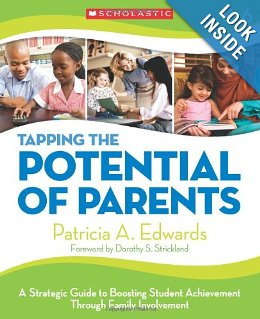 SCHOLASTIC
LOOK
INSIDE
TAPPING THE
POTENTIAL
OF PARENTS
Patricia A. Edwards
Foreword by Dorothy S. Strickland
A Strategic Guide to Boosting Student Achievement
Through Family Involvement